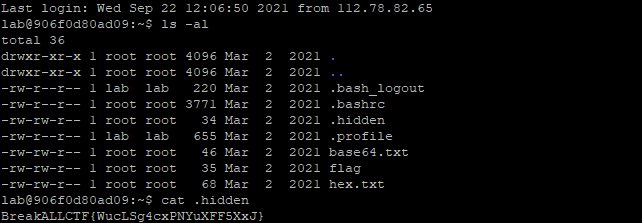 Last login: Wed Sep 22 12:06:50 2021 from 112.78.82.65
lab@906f0d80ad09:~$ ls -al
total 36
drwxr-xr-x 1 root root 4096 Mar  2  2021 .
drwxr-xr-x 1 root root 4096 Mar  2  2021 ..
-rw-r--r-- 1 lab  lab   220 Mar  2  2021 .bash_logout
-rw-rw-r-- 1 root root 3771 Mar  2  2021 .bashrc
-rw-rw-r-- 1 root root   34 Mar  2  2021 .hidden
-rw-r--r-- 1 lab  lab   655 Mar  2  2021 .profile
-rw-rw-r-- 1 root root   46 Mar  2  2021 base64.txt
-rw-rw-r-- 1 root root   35 Mar  2  2021 flag
-rw-rw-r-- 1 root root   68 Mar  2  2021 hex.txt
lab@906f0d80ad09:~$ cat .hidden
BreakALLCTF{WucLSg4cxPNYuXFF5XxJ}